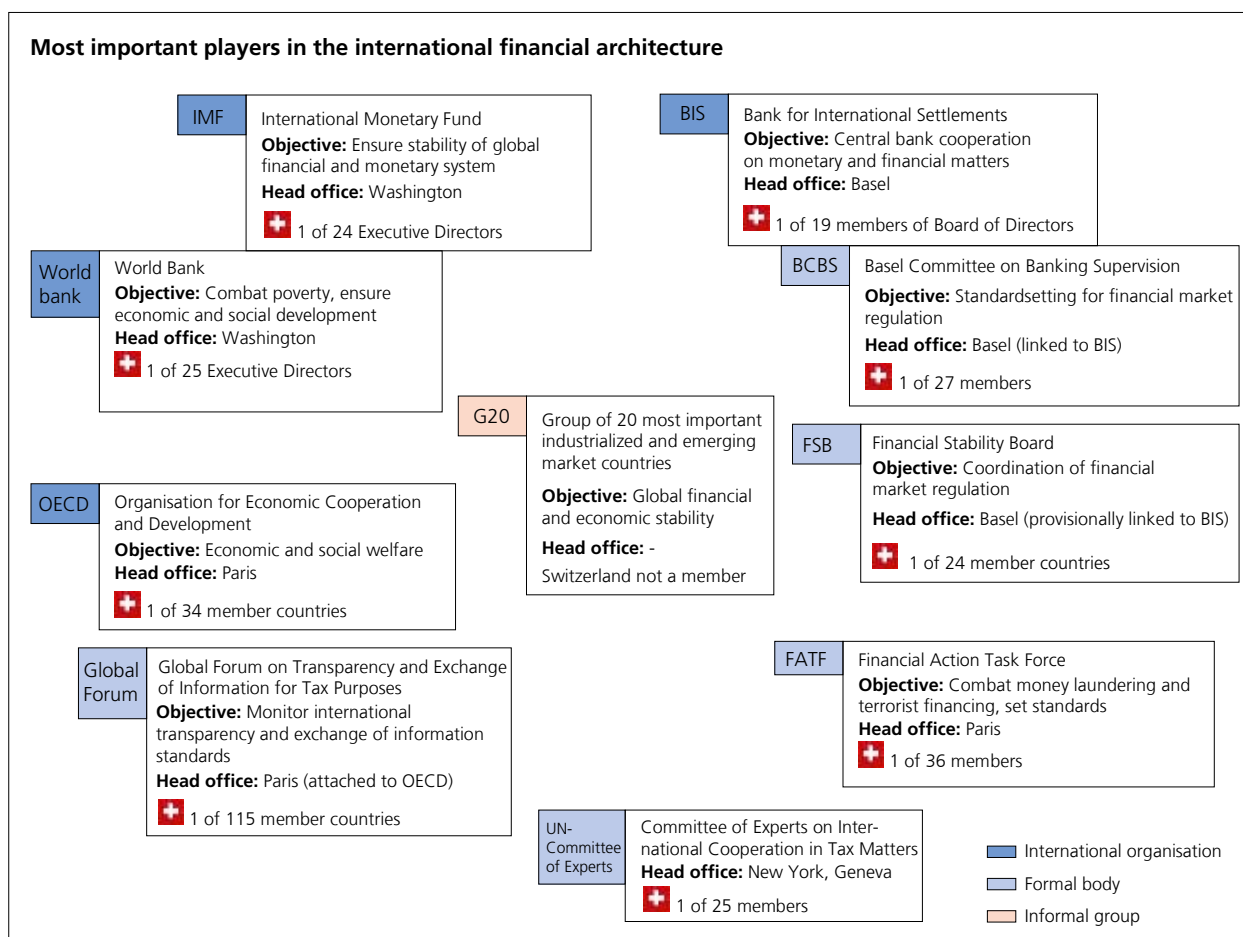 Most important players in the international financial architecture
IMF
International Monetary Fund
Objective: Ensure stability of global
financial and monetary system
Head office: Washington
1 of 24 Executive Directors
BIS
Bank for International Settlements
Objective: Central bank cooperation
on monetary and financial matters
Head office: Basel
1 of 19 members of Board of Directors
World
bank
World Bank
Objective: Combat poverty, ensure
economic and social development
Head office: Washington
1 of 25 Executive Directors
BCBS
Basel Committee on Banking Supervision
Objective: Standardsetting for financial market
regulation
Head office: Basel (linked to BIS)
1 of 27 members
G20
Group of 20 most important
industrialized and emerging
market countries
Objective: Global financial
and economic stability
Head office: -
Switzerland not a member
FSB
Financial Stability Board
Objective: Coordination of financial
market regulation
Head office: Basel (provisionally linked to BIS)
1 of 24 member countries
OECD
Organisation for Economic Cooperation
and Development
Objective: Economic and social welfare
Head office: Paris
1 of 34 member countries
Global
Forum
Global Forum on Transparency and Exchange
of Information for Tax Purposes
Objective: Monitor international
transparency and exchange of information
standards
Head office: Paris (attached to OECD)
1 of 115 member countries
FATF
Financial Action Task Force
Objective: Combat money laundering and
terrorist financing, set standards
Head office: Paris
1 of 36 members
UN-
Committee
of Experts
Committee of Experts on Inter-
national Cooperation in Tax Matters
Head office: New York, Geneva
1 of 25 members
International organisation
Formal body
Informal group